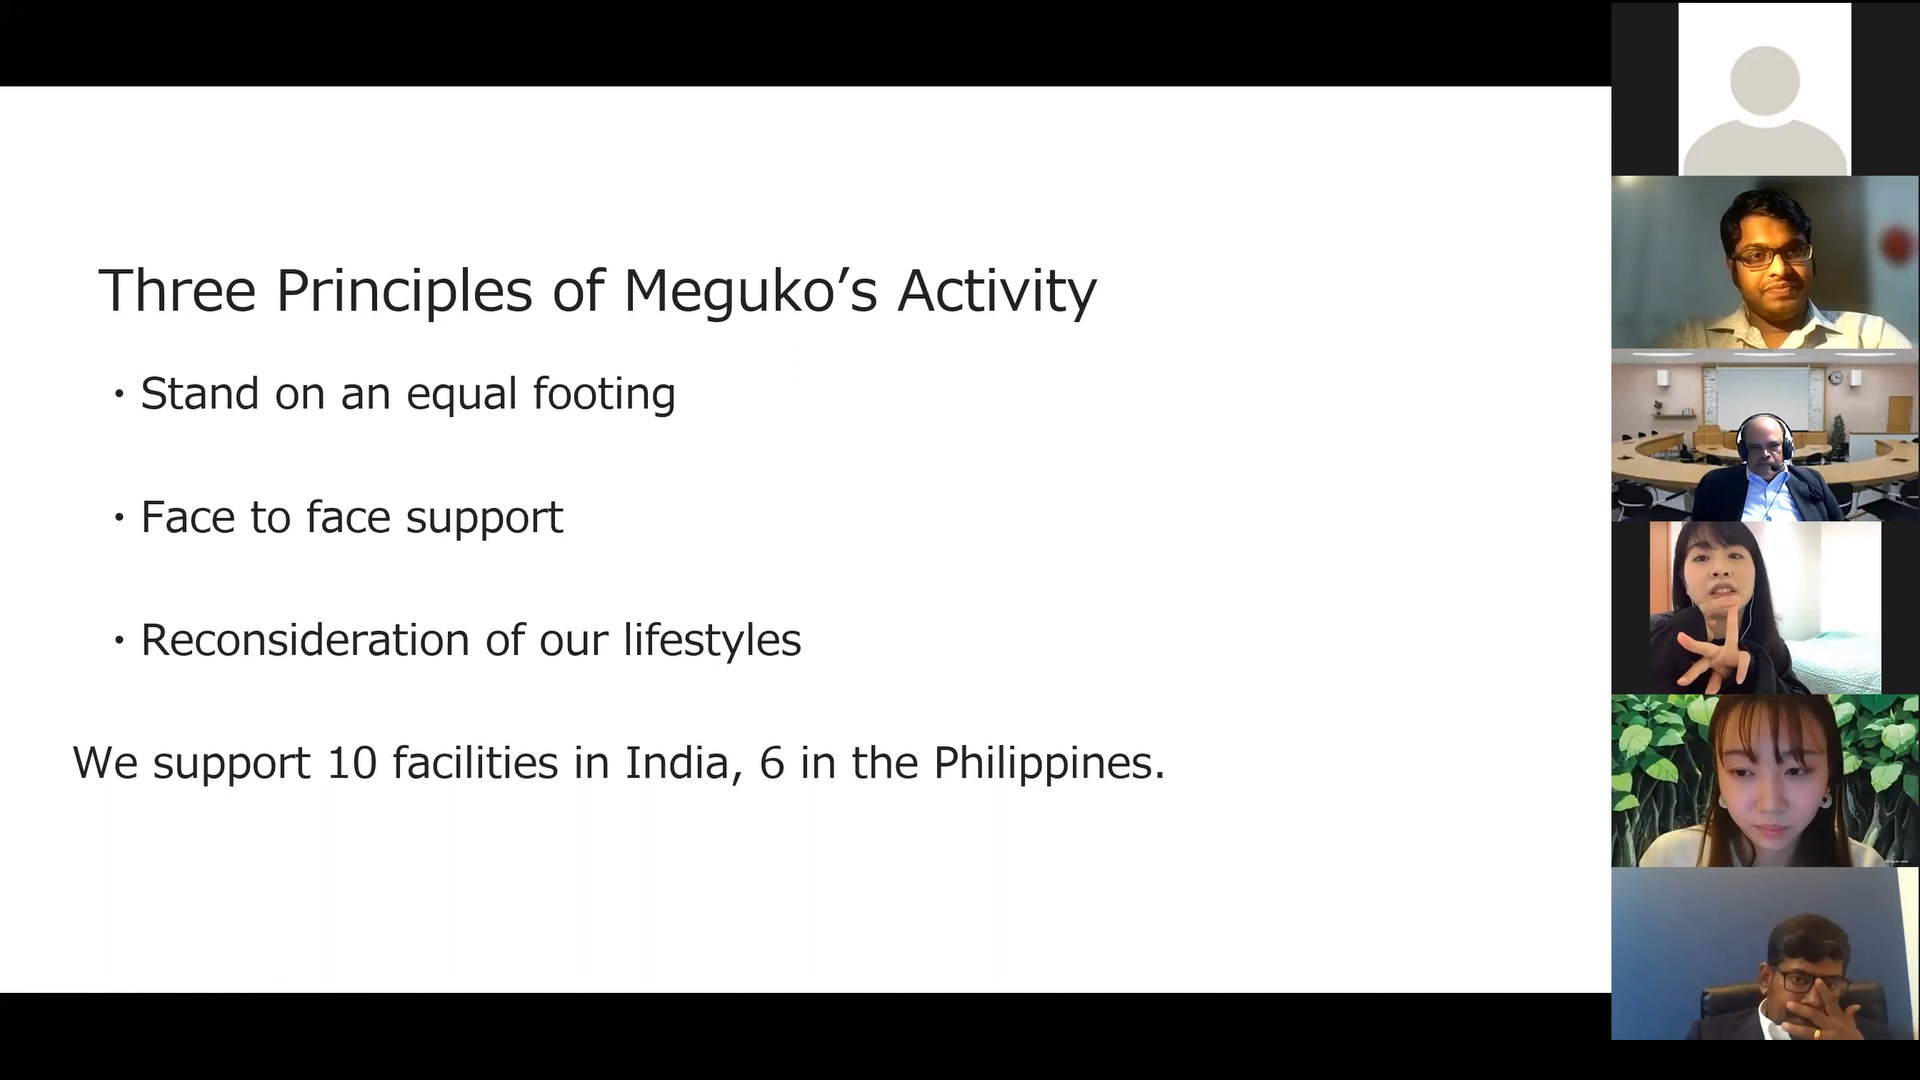 Three Principles of Meguko’s Activity
・Stand on an equal footing
・Face to face support
・Reconsideration of our lifestyles
We support 10 facilities in India, 6 in the Philippines.